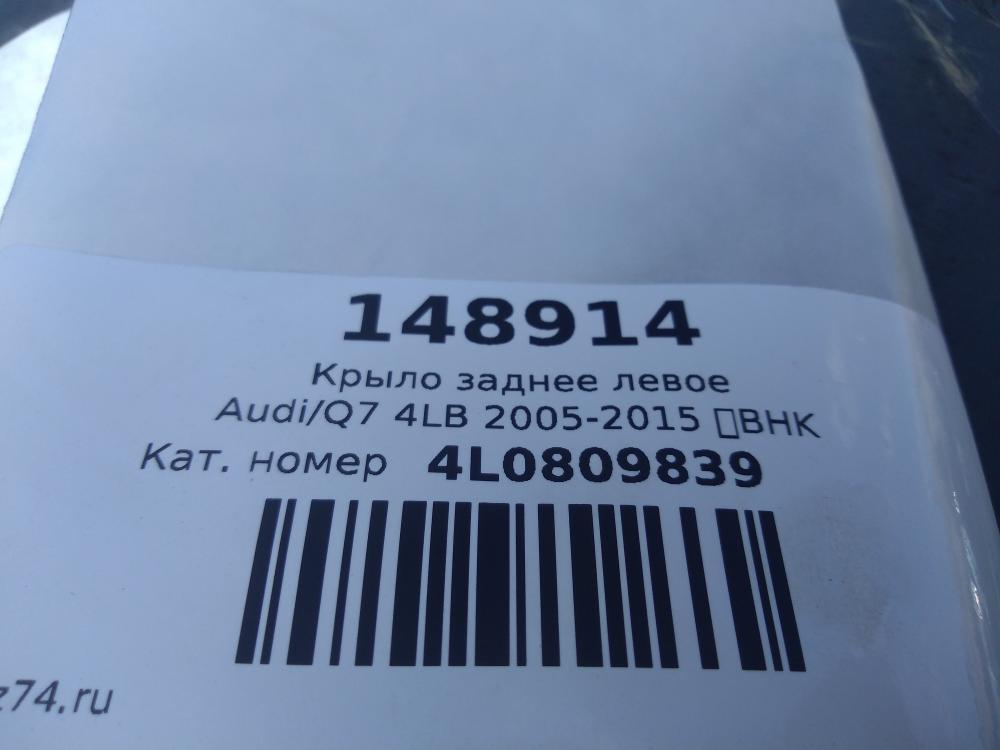 148914
Крыло заднее левое
Audi/Q7 4LB 2005-2015 ▯BHK
Кат. номер 4L0809839
z74.ru